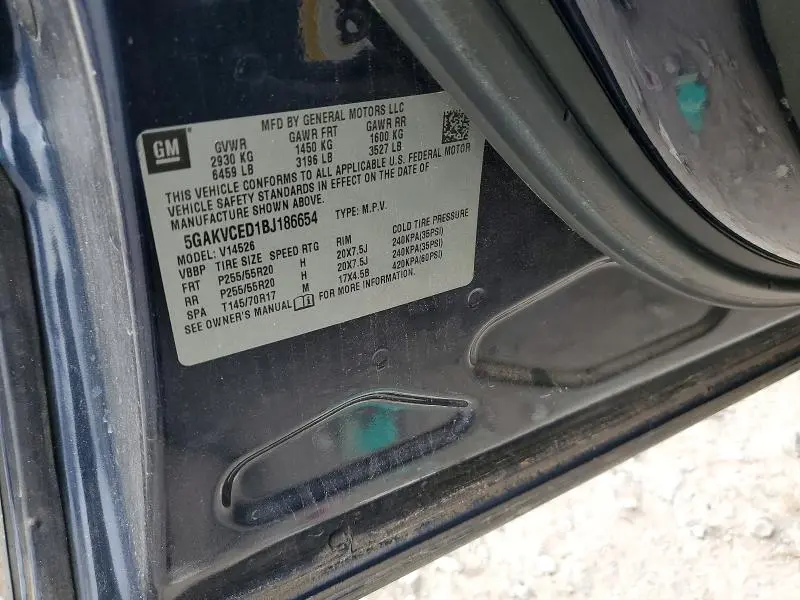 GM
MFD BY GENERAL MOTORS LLC
GVWR GAWR FRT GAWR RR
2930 KG 1450 KG 1600 KG
6459 LB 3196 LB 3527 LB
THIS VEHICLE CONFORMS TO ALL APPLICABLE U.S. FEDERAL MOTOR
VEHICLE SAFETY STANDARDS IN EFFECT ON THE DATE OF
MANUFACTURE SHOWN ABOVE.
5GAKVCED1BJ186654 TYPE: M.P.V.
MODEL: V14526
VBBP TIRE SIZE SPEED RTG RIM COLD TIRE PRESSURE
FRT P255/55R20 H 20X7.5J 240KPA(35PSI)
RR P255/55R20 H 20X7.5J 240KPA(35PSI)
SPA T145/70R17 M 17X4.5B 420KPA(60PSI)
SEE OWNER'S MANUAL FOR MORE INFORMATION.